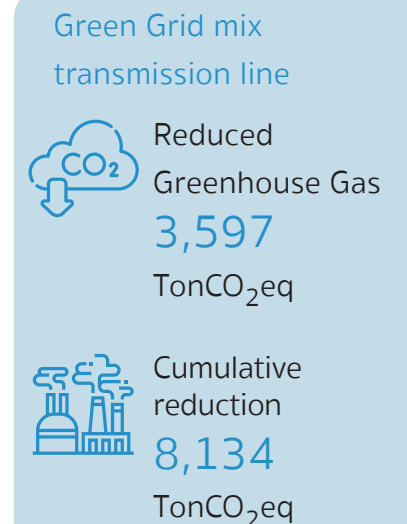 Green Grid mix
transmission line
CO₂
Reduced
Greenhouse Gas
3,597
TonCO₂eq
Cumulative
reduction
8,134
TonCO₂eq